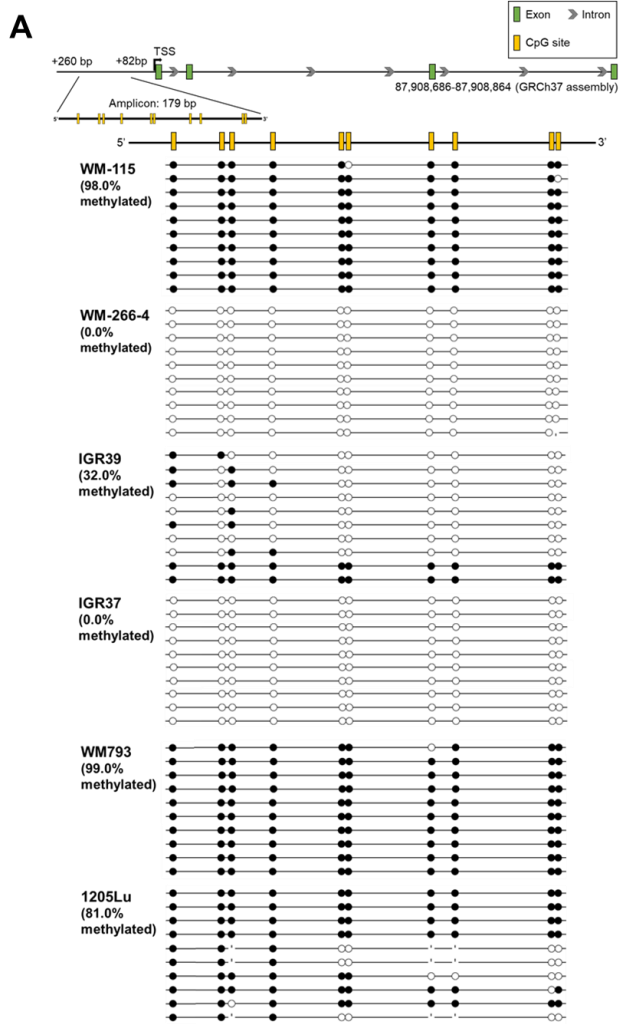 A
Exon
Intron
CpG site
+260 bp
+82bp
TSS
87,908,686-87,908,864 (GRCh37 assembly)
Amplicon: 179 bp
5'
3'
5'
3'
WM-115
(98.0%
methylated)
WM-266-4
(0.0%
methylated)
IGR39
(32.0%
methylated)
IGR37
(0.0%
methylated)
WM793
(99.0%
methylated)
1205Lu
(81.0%
methylated)